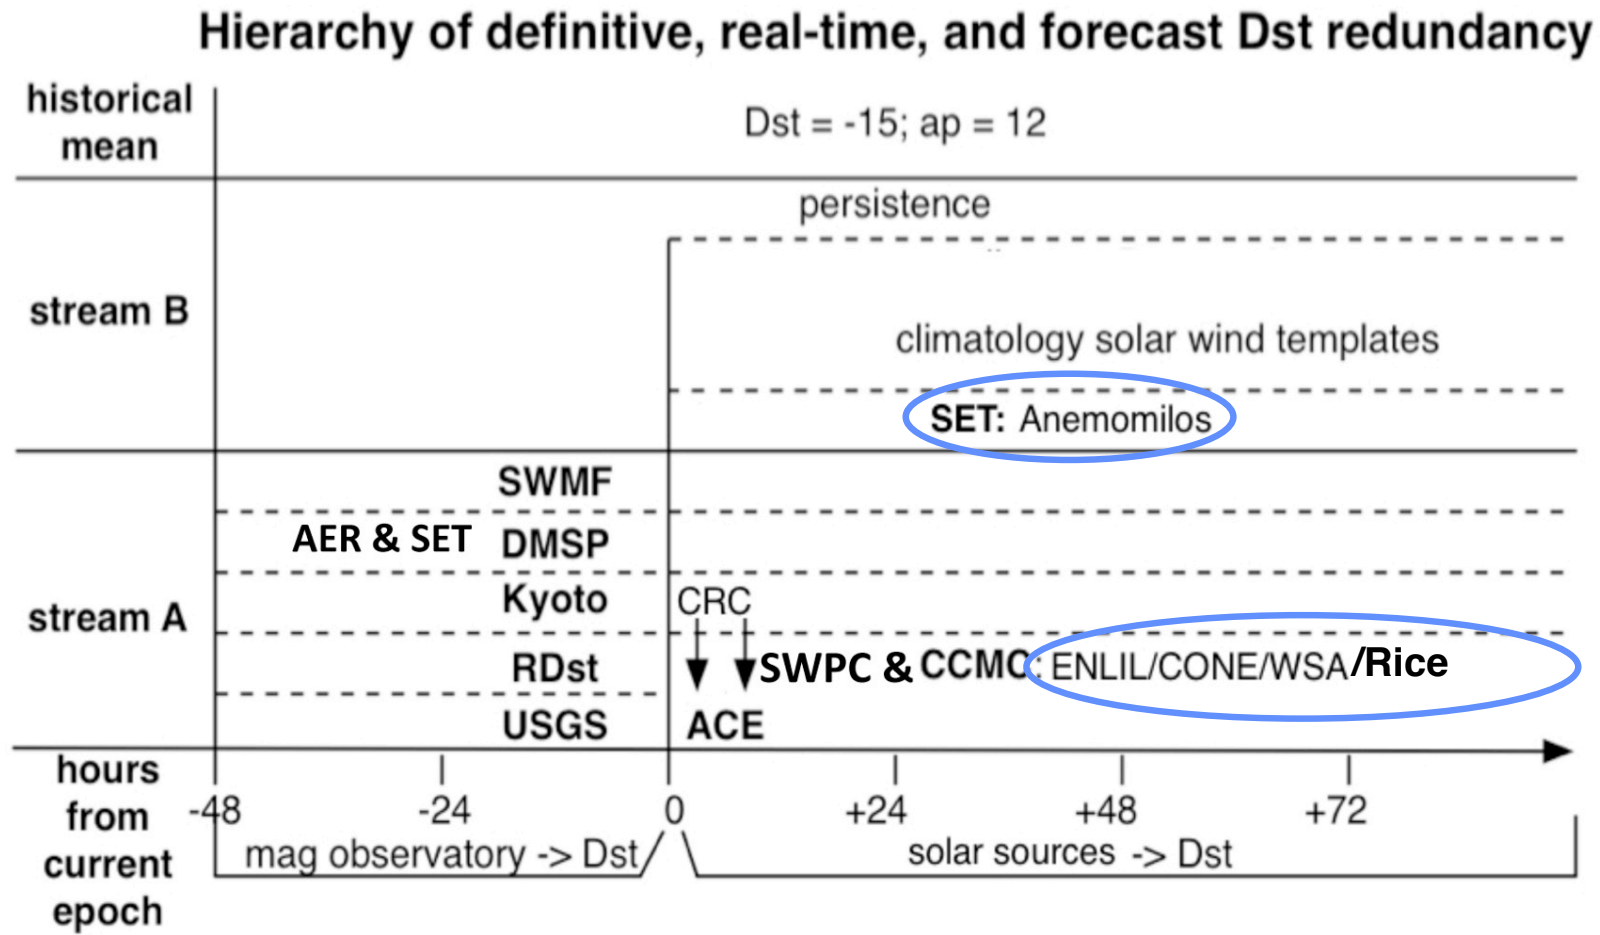 Hierarchy of definitive, real-time, and forecast Dst redundancy
historical
mean
Dst = -15; ap = 12
persistence
stream B
climatology solar wind templates
SET: Anemomilos
SWMF
AER & SET DMSP
Kyoto CRC
stream A
RDst SWPC & CCMC: ENLIL/CONE/WSA/Rice
USGS ACE
hours
from
current
epoch
-48 -24 0 +24 +48 +72
mag observatory -> Dst solar sources -> Dst